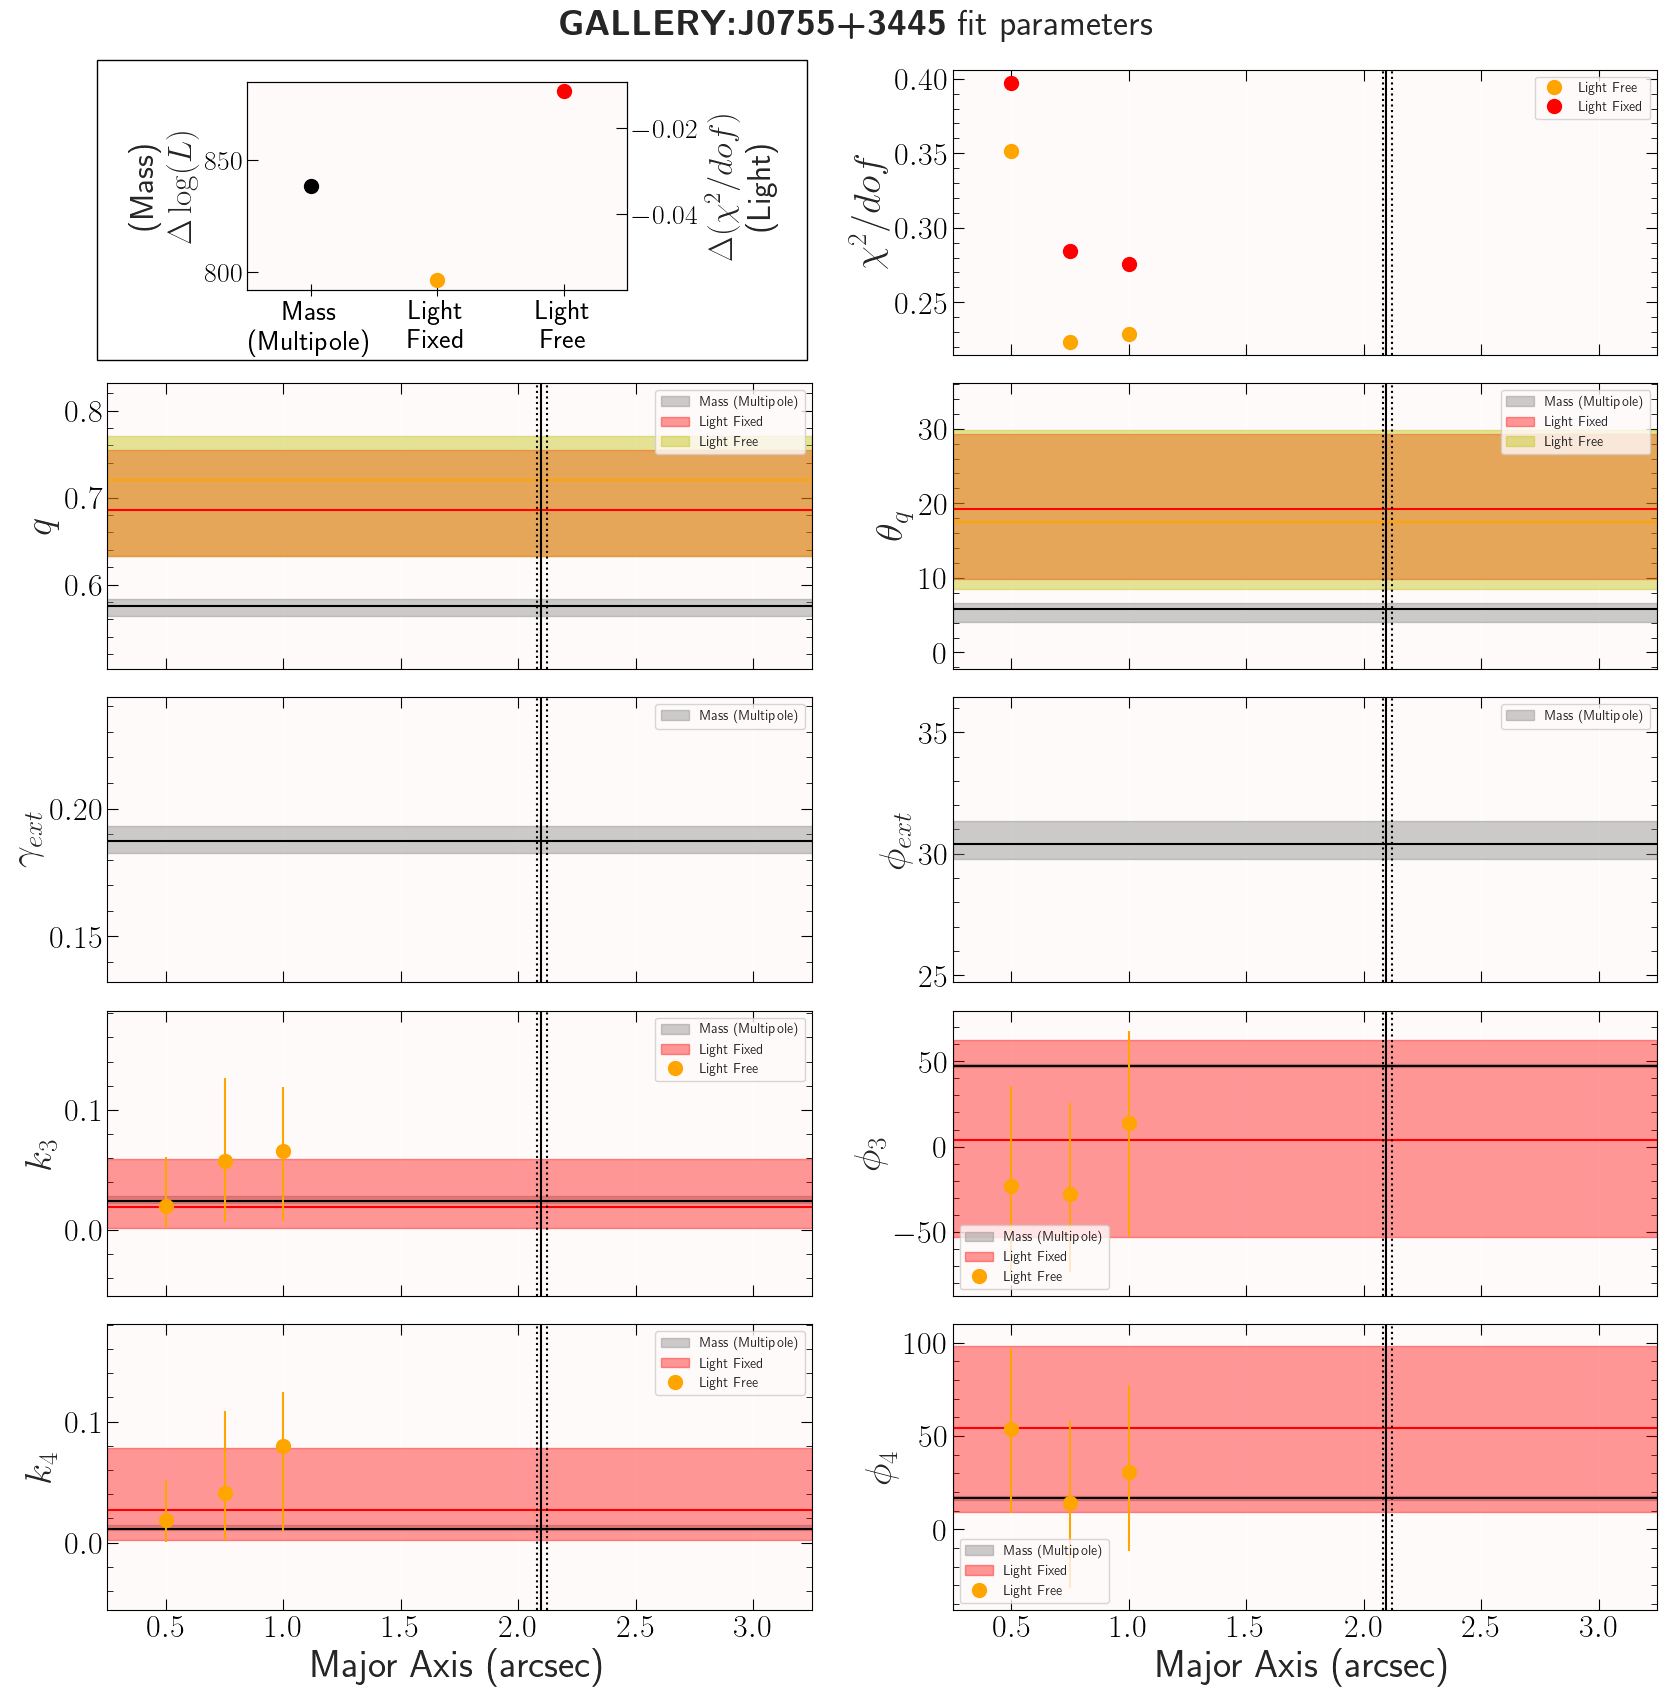 GALLERY:J0755+3445 fit parameters
(Mass)
Δ log(L)
850
800
−0.02
−0.04
Δ(χ²/dof)
(Light)
Mass
(Multipole)
Light
Fixed
Light
Free
χ²/dof
0.40
0.35
0.30
0.25
Light Free
Light Fixed
q
0.8
0.7
0.6
Mass (Multipole)
Light Fixed
Light Free
θq
30
20
10
0
Mass (Multipole)
Light Fixed
Light Free
γext
0.20
0.15
Mass (Multipole)
ϕext
35
30
25
Mass (Multipole)
k3
0.1
0.0
Mass (Multipole)
Light Fixed
Light Free
ϕ3
50
0
−50
Mass (Multipole)
Light Fixed
Light Free
k4
0.1
0.0
Mass (Multipole)
Light Fixed
Light Free
0.5 1.0 1.5 2.0 2.5 3.0
Major Axis (arcsec)
ϕ4
100
50
0
Mass (Multipole)
Light Fixed
Light Free
0.5 1.0 1.5 2.0 2.5 3.0
Major Axis (arcsec)